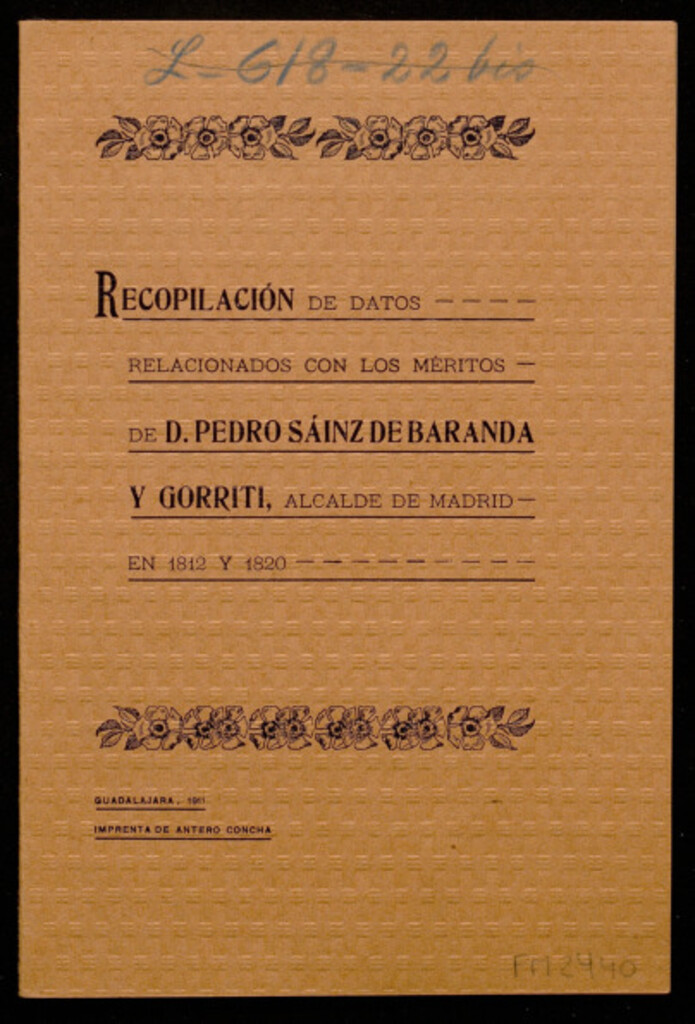 L-618-22 bis
RECOPILACIÓN DE DATOS
RELACIONADOS CON LOS MÉRITOS
DE D. PEDRO SÁINZ DE BARANDA
Y GORRITI, ALCALDE DE MADRID
EN 1812 Y 1820
GUADALAJARA, 1911
IMPRENTA DE ANTERO CONCHA
FM2940